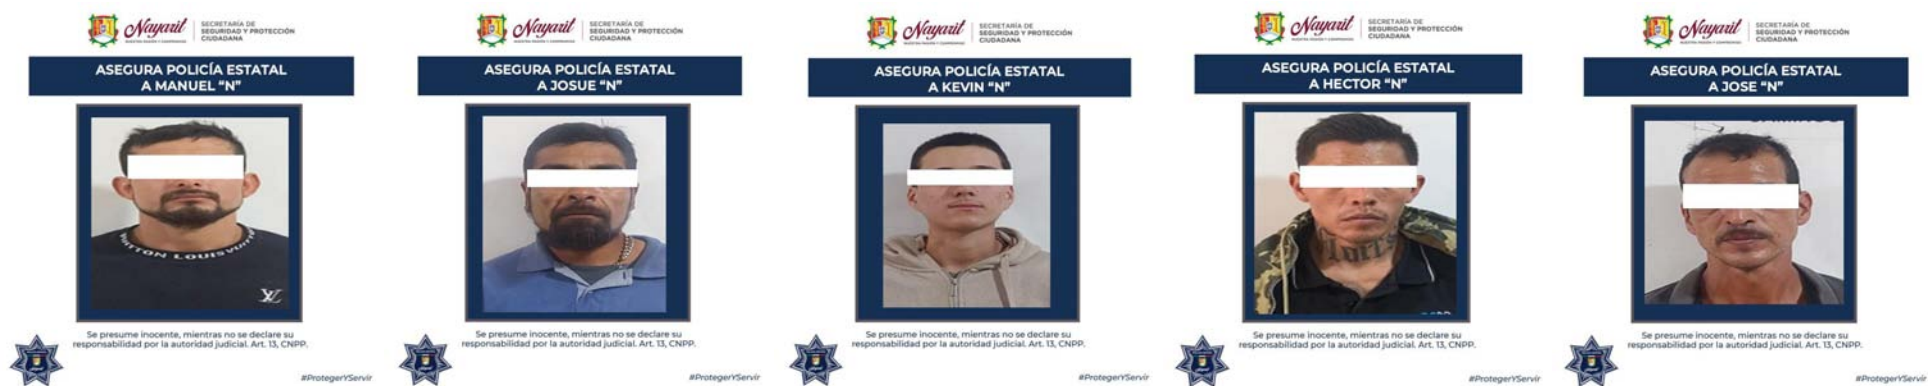 Nayarit
SECRETARÍA DE
SEGURIDAD Y PROTECCIÓN
CIUDADANA
ASEGURA POLICÍA ESTATAL
A MANUEL “N”
VUITTON LOUIS VUITT
LV
Se presume inocente, mientras no se declare su
responsabilidad por la autoridad judicial. Art. 13, CNPP.
#ProtegerYServir
Nayarit
SECRETARÍA DE
SEGURIDAD Y PROTECCIÓN
CIUDADANA
ASEGURA POLICÍA ESTATAL
A JOSUE “N”
Se presume inocente, mientras no se declare su
responsabilidad por la autoridad judicial. Art. 13, CNPP.
#ProtegerYServir
Nayarit
SECRETARÍA DE
SEGURIDAD Y PROTECCIÓN
CIUDADANA
ASEGURA POLICÍA ESTATAL
A KEVIN “N”
Se presume inocente, mientras no se declare su
responsabilidad por la autoridad judicial. Art. 13, CNPP.
#ProtegerYServir
Nayarit
SECRETARÍA DE
SEGURIDAD Y PROTECCIÓN
CIUDADANA
ASEGURA POLICÍA ESTATAL
A HECTOR “N”
Se presume inocente, mientras no se declare su
responsabilidad por la autoridad judicial. Art. 13, CNPP.
#ProtegerYServir
Nayarit
SECRETARÍA DE
SEGURIDAD Y PROTECCIÓN
CIUDADANA
ASEGURA POLICÍA ESTATAL
A JOSE “N”
Se presume inocente, mientras no se declare su
responsabilidad por la autoridad judicial. Art. 13, CNPP.
#ProtegerYServir